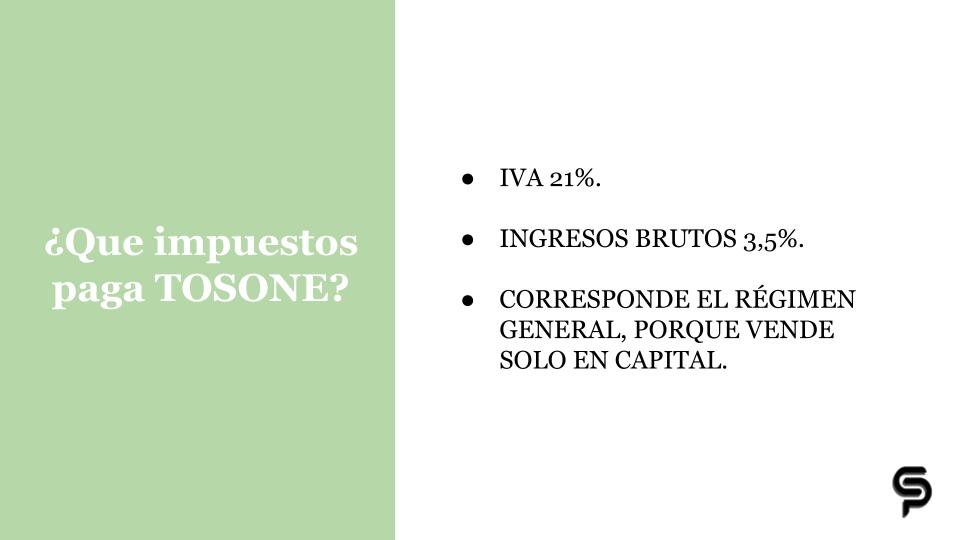 ¿Que impuestos
paga TOSONE?
● IVA 21%.
● INGRESOS BRUTOS 3,5%.
● CORRESPONDE EL RÉGIMEN
GENERAL, PORQUE VENDE
SOLO EN CAPITAL.